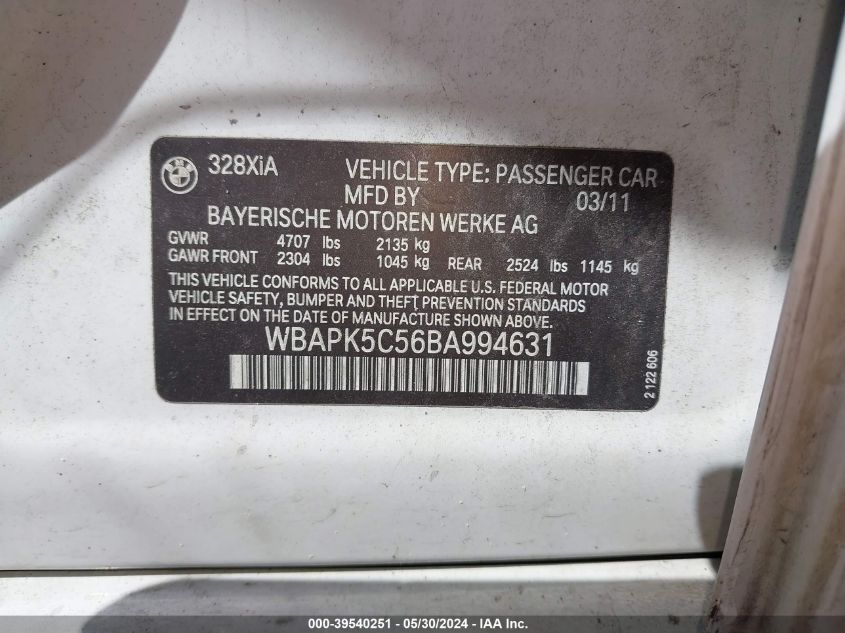 328XiA VEHICLE TYPE: PASSENGER CAR
MFD BY 03/11
BAYERISCHE MOTOREN WERKE AG
GVWR 4707 lbs 2135 kg
GAWR FRONT 2304 lbs 1045 kg REAR 2524 lbs 1145 kg
THIS VEHICLE CONFORMS TO ALL APPLICABLE U.S. FEDERAL MOTOR
VEHICLE SAFETY, BUMPER AND THEFT PREVENTION STANDARDS
IN EFFECT ON THE DATE OF MANUFACTURE SHOWN ABOVE.
WBAPK5C56BA994631
2 122 606
000-39540251 - 05/30/2024 - IAAI.COM